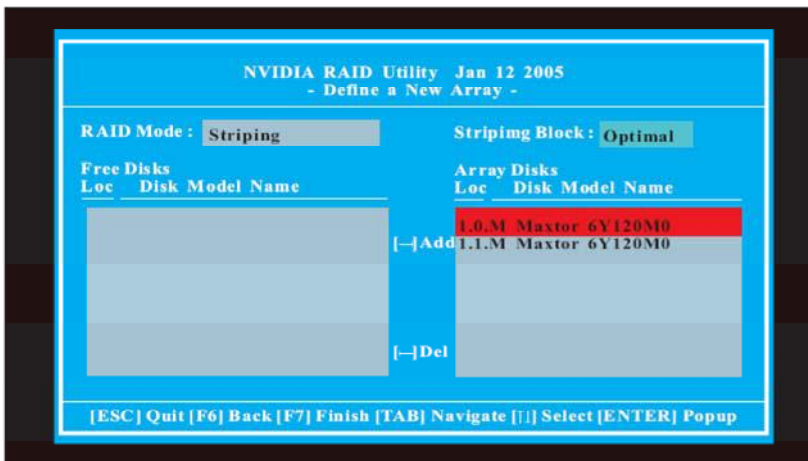 NVIDIA RAID Utility Jan 12 2005
- Define a New Array -
RAID Mode : Striping
Stripimg Block : Optimal
Free Disks
Loc Disk Model Name
Array Disks
Loc Disk Model Name
1.0.M Maxtor 6Y120M0
1.1.M Maxtor 6Y120M0
[—]Add
[—]Del
[ESC] Quit [F6] Back [F7] Finish [TAB] Navigate [↑↓] Select [ENTER] Popup